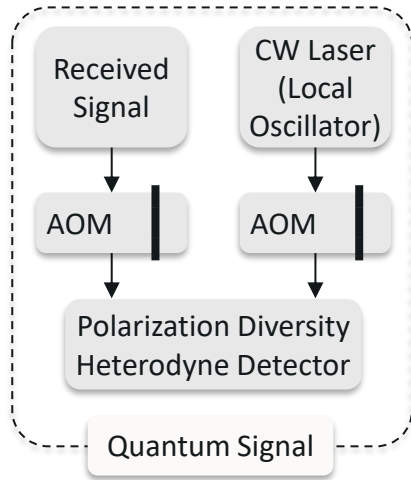 Received
Signal
CW Laser
(Local
Oscillator)
AOM
AOM
Polarization Diversity
Heterodyne Detector
Quantum Signal